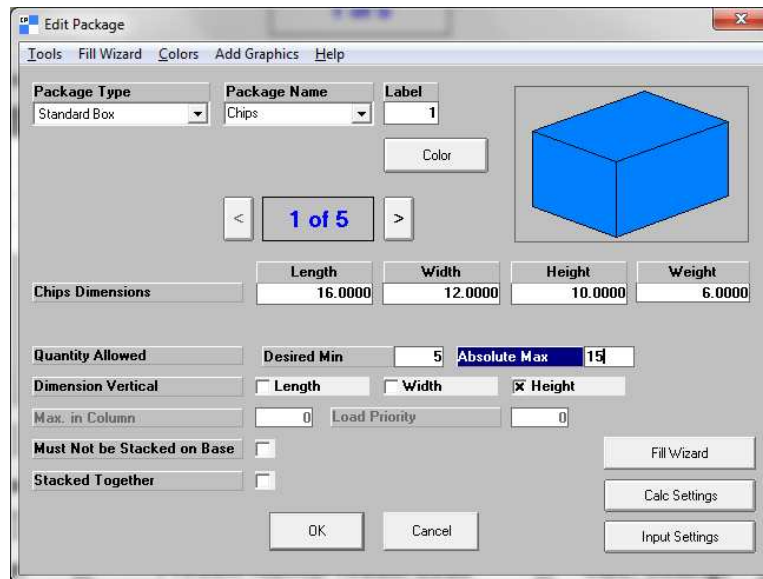 CP Edit Package
Tools Fill Wizard Colors Add Graphics Help
Package Type Package Name Label
Standard Box Chips 1
Color
< 1 of 5 >
Length Width Height Weight
Chips Dimensions 16.0000 12.0000 10.0000 6.0000
Quantity Allowed Desired Min 5 Absolute Max 15
Dimension Vertical Length Width Height
Max. in Column 0 Load Priority 0
Must Not be Stacked on Base
Fill Wizard
Stacked Together
Calc Settings
OK Cancel
Input Settings